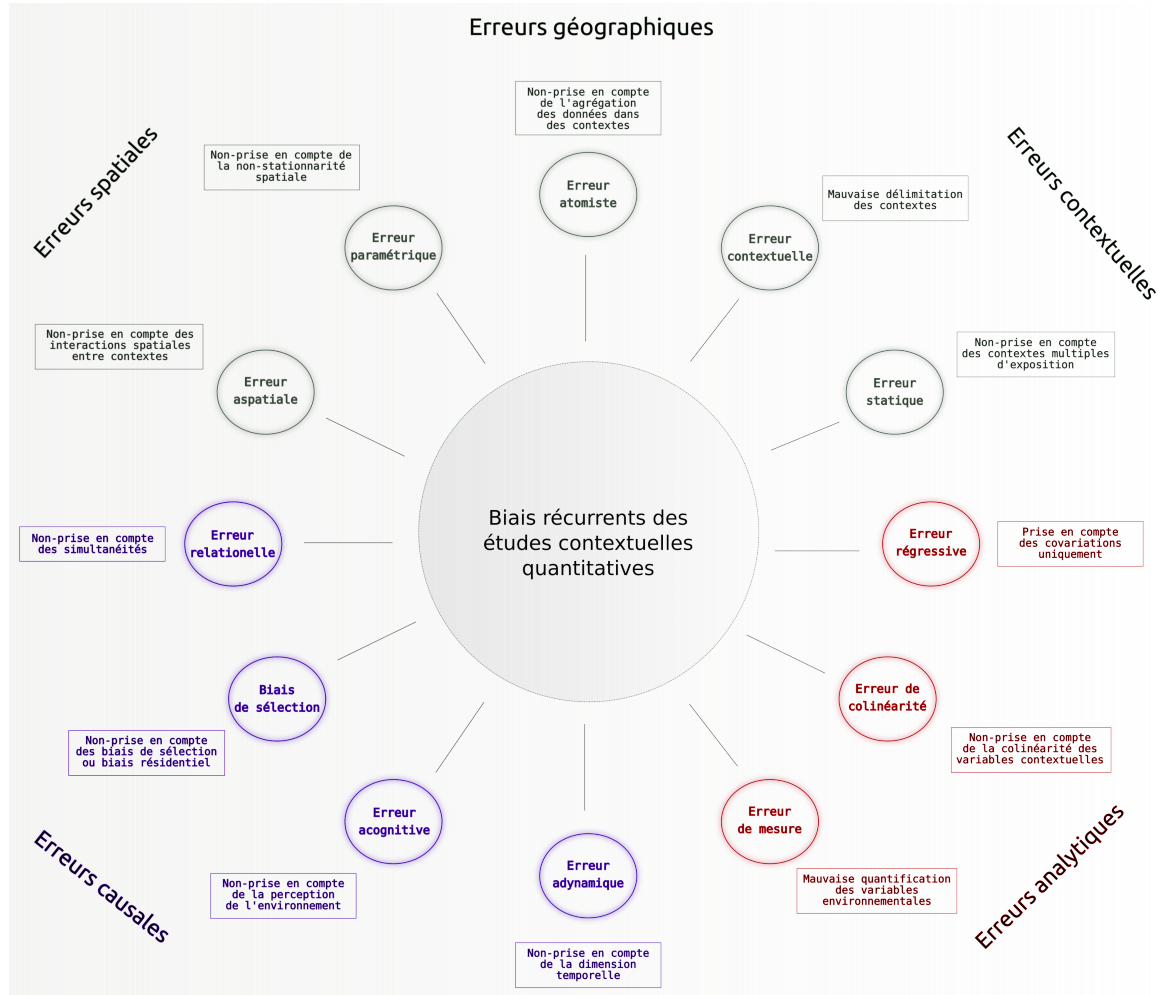 Erreurs géographiques
Erreurs spatiales
Erreurs contextuelles
Non-prise en compte
de l'agrégation
des données dans
des contextes
Erreur
atomiste
Non-prise en compte de
la non-stationnarité
spatiale
Erreur
paramétrique
Mauvaise délimitation
des contextes
Erreur
contextuelle
Non-prise en compte des
interactions spatiales
entre contextes
Erreur
aspatiale
Non-prise en compte
des contextes multiples
d'exposition
Erreur
statique
Biais récurrents des
études contextuelles
quantitatives
Non-prise en compte
des simultanéités
Erreur
relationelle
Erreur
régressive
Prise en compte
des covariations
uniquement
Biais
de sélection
Non-prise en compte
des biais de sélection
ou biais résidentiel
Erreur de
colinéarité
Non-prise en compte
de la colinéarité des
variables contextuelles
Erreur
acognitive
Non-prise en compte
de la perception
de l'environnement
Erreur
adynamique
Non-prise en compte
de la dimension
temporelle
Erreur
de mesure
Mauvaise quantification
des variables
environnementales
Erreurs causales
Erreurs analytiques